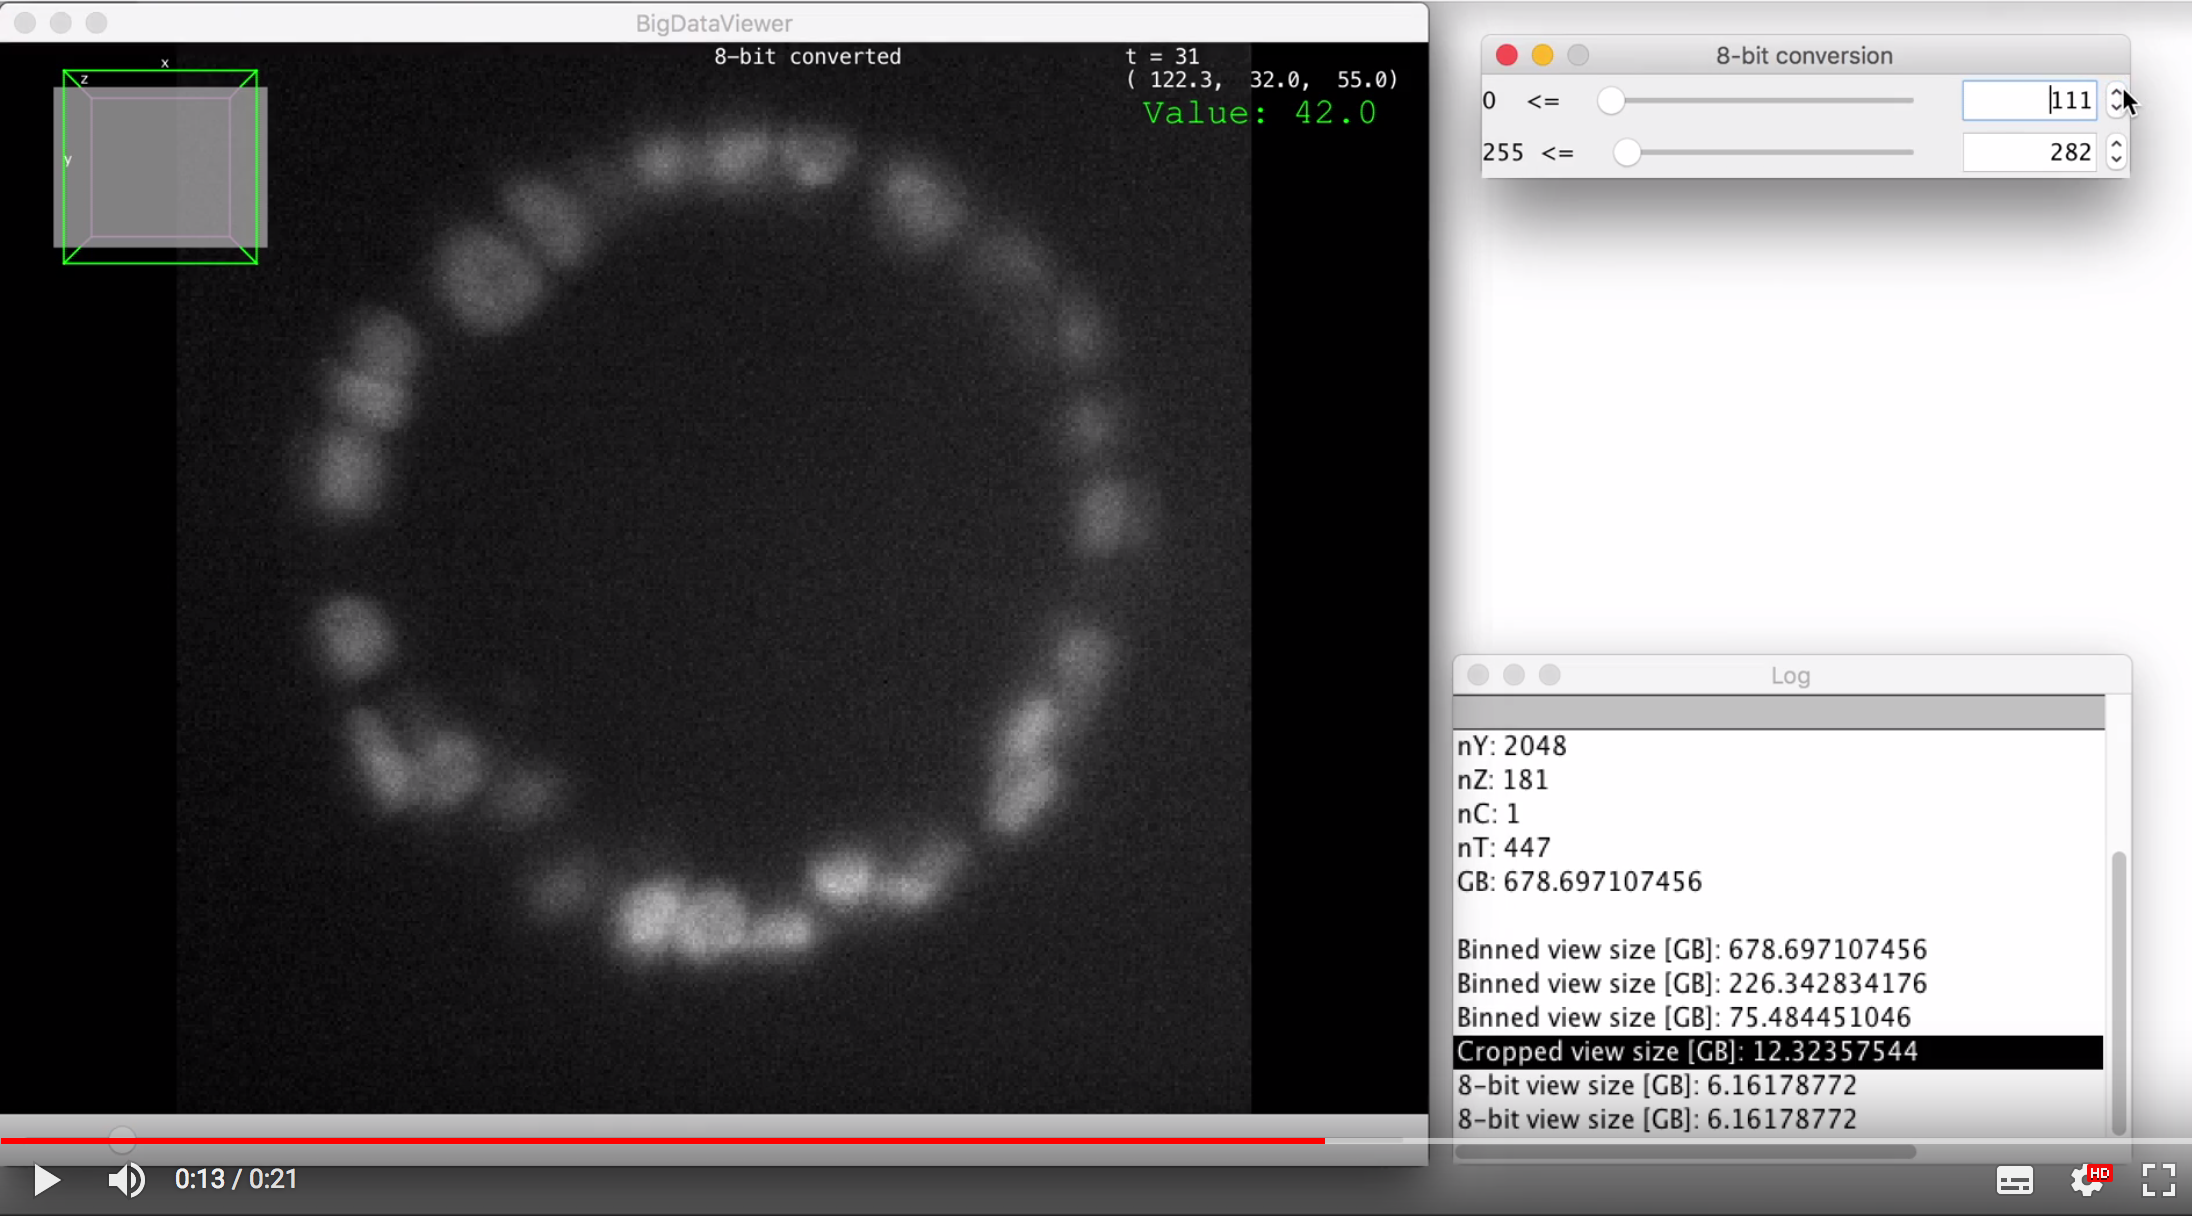 BigDataViewer
8-bit converted
t = 31
( 122.3, 32.0, 55.0)
Value: 42.0
x
z
y
8-bit conversion
0 <= 111
255 <= 282
Log
nY: 2048
nZ: 181
nC: 1
nT: 447
GB: 678.697107456
Binned view size [GB]: 678.697107456
Binned view size [GB]: 226.342834176
Binned view size [GB]: 75.484451046
Cropped view size [GB]: 12.32357544
8-bit view size [GB]: 6.16178772
8-bit view size [GB]: 6.16178772
0:13 / 0:21
HD